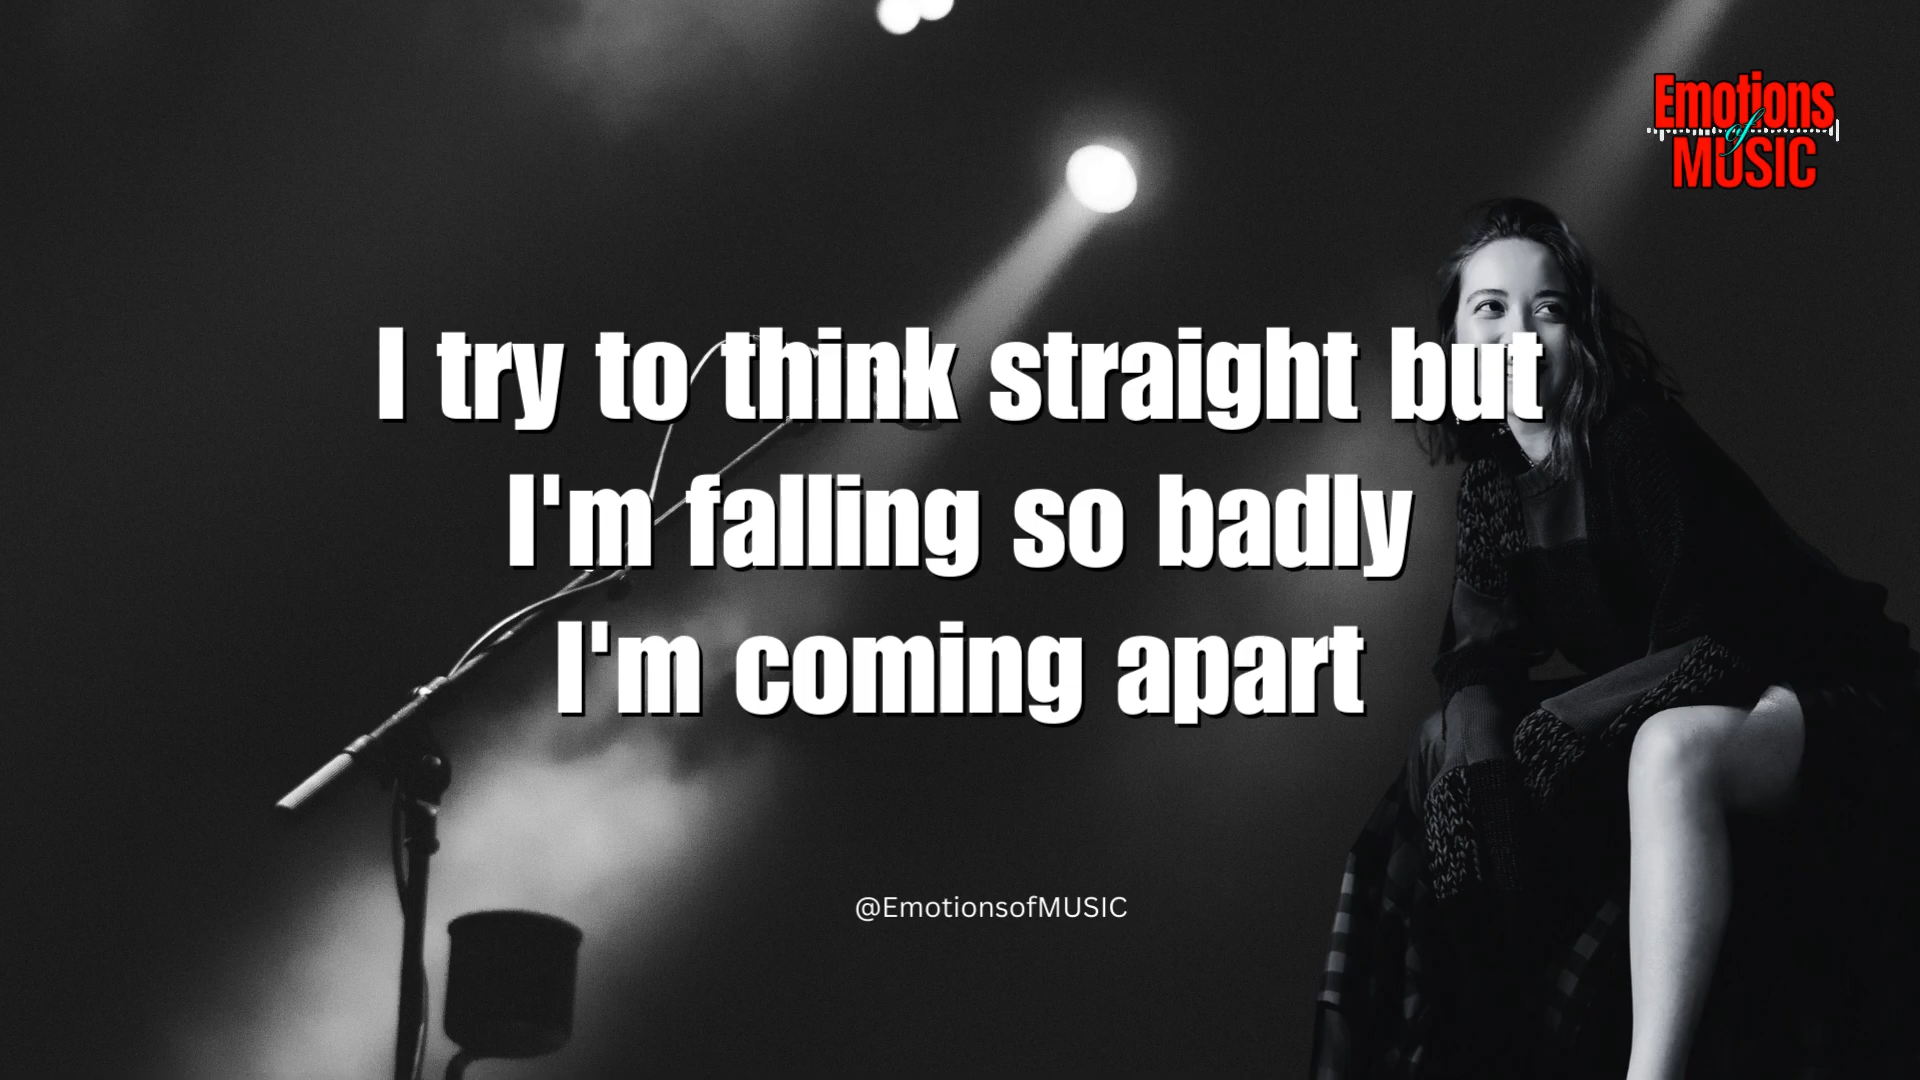 Emotions
of
MUSIC
I try to think straight but
I'm falling so badly
I'm coming apart
@EmotionsofMUSIC